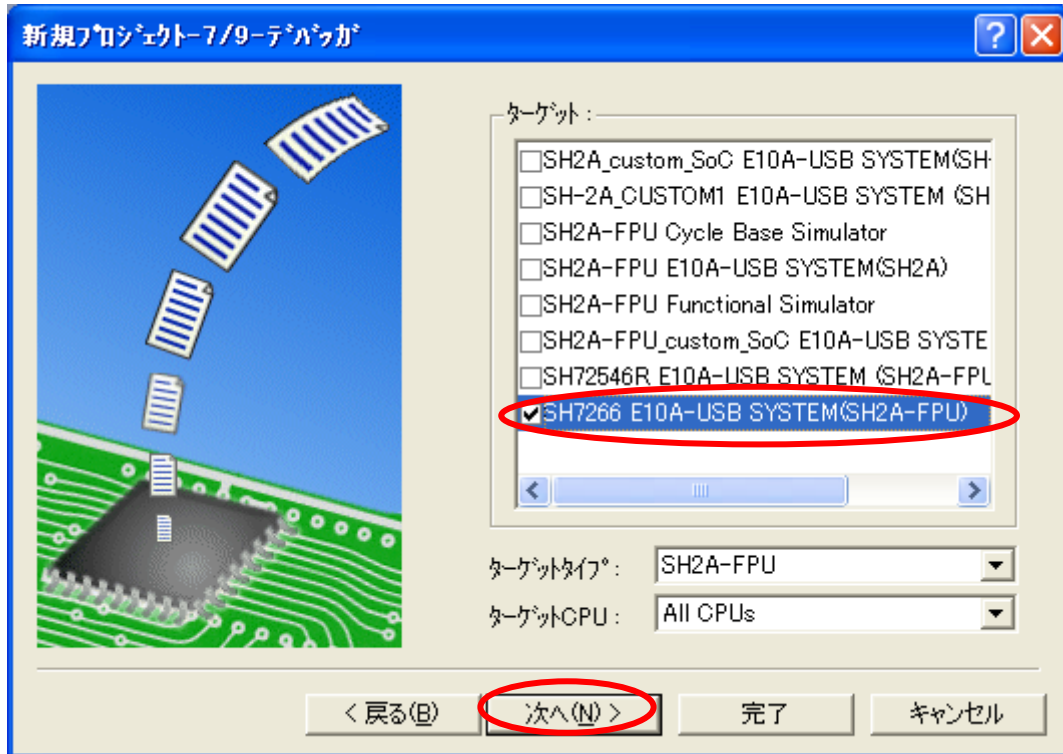 新規ﾌﾟﾛｼﾞｪｸﾄｰ7/9ｰﾃﾞﾊﾞｯｶﾞ
ﾀｰｹﾞｯﾄ :
SH2A_custom_SoC E10A-USB SYSTEM(SH-
SH-2A_CUSTOM1 E10A-USB SYSTEM (SH
SH2A-FPU Cycle Base Simulator
SH2A-FPU E10A-USB SYSTEM(SH2A)
SH2A-FPU Functional Simulator
SH2A-FPU_custom_SoC E10A-USB SYSTE
SH72546R E10A-USB SYSTEM (SH2A-FPU
SH7266 E10A-USB SYSTEM(SH2A-FPU)
ﾀｰｹﾞｯﾄﾀｲﾌﾟ : SH2A-FPU
ﾀｰｹﾞｯﾄCPU : All CPUs
< 戻る(B) 次へ(N) > 完了 キャンセル